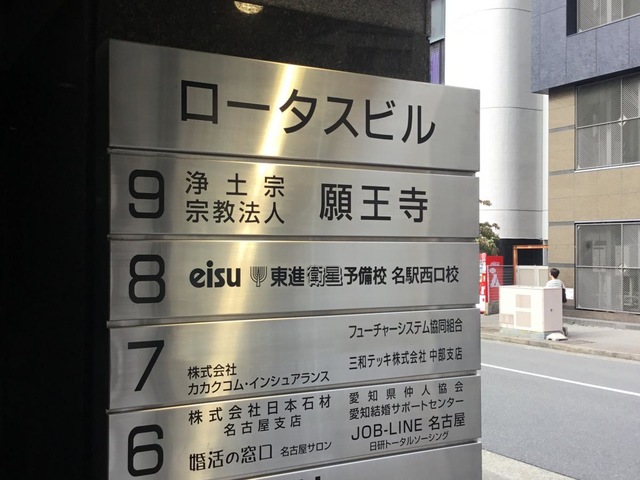 ロータスビル
9 浄土宗 宗教法人 願王寺
8 eisu 東進衛星予備校 名駅西口校
7 フューチャーシステム協同組合
株式会社 カカクコム・インシュアランス
三和テッキ株式会社 中部支店
6 株式会社日本石材 名古屋支店
愛知県仲人協会
愛知結婚サポートセンター
婚活の窓口 名古屋サロン
JOB-LINE 名古屋
日研トータルソーシング